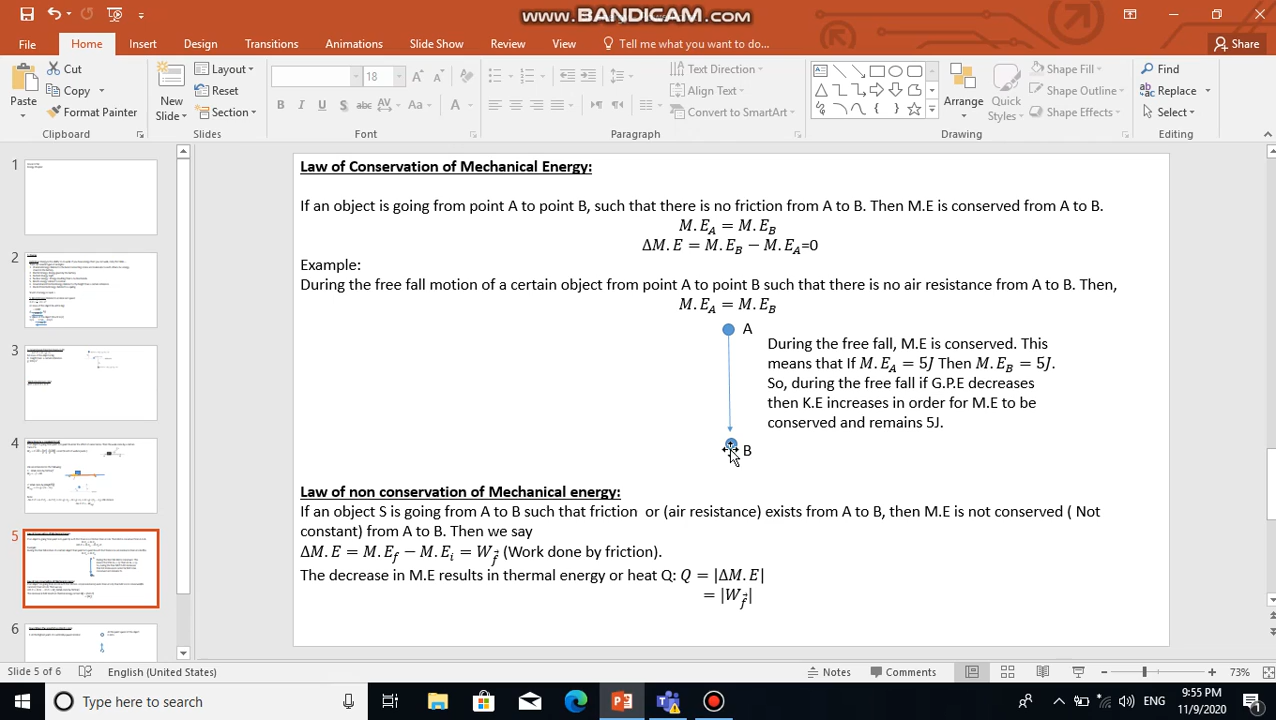 www.BANDICAM.com
File
Home
Insert
Design
Transitions
Animations
Slide Show
Review
View
Tell me what you want to do...
Share
Paste
Cut
Copy
Format Painter
Clipboard
New
Slide
Layout
Reset
Section
Slides
18
B I U S abc AV Aa A
Font
Text Direction
Align Text
Convert to SmartArt
Paragraph
Arrange
Quick
Styles
Shape Fill
Shape Outline
Shape Effects
Drawing
Find
Replace
Select
Editing
1
2
3
4
5
6
Law of Conservation of Mechanical Energy:
If an object is going from point A to point B, such that there is no friction from A to B. Then M.E is conserved from A to B.
M.E_A = M.E_B
ΔM.E = M.E_B − M.E_A=0
Example:
During the free fall motion of a certain object from point A to point B such that there is no air resistance from A to B. Then,
M.E_A = M.E_B
A
During the free fall, M.E is conserved. This
means that If M.E_A = 5J Then M.E_B = 5J.
So, during the free fall if G.P.E decreases
then K.E increases in order for M.E to be
conserved and remains 5J.
B
Law of non conservation of Mechanical energy:
If an object S is going from A to B such that friction or (air resistance) exists from A to B, then M.E is not conserved ( Not
constant) from A to B. Then we say
ΔM.E = M.E_f − M.E_i = W_f⃗ (Work done by friction).
The decrease in M.E results in thermal energy or heat Q: Q = |ΔM.E|
= |W_f⃗|
Slide 5 of 6
English (United States)
Notes
Comments
73%
Type here to search
ENG
3:55 PM
11/9/2020